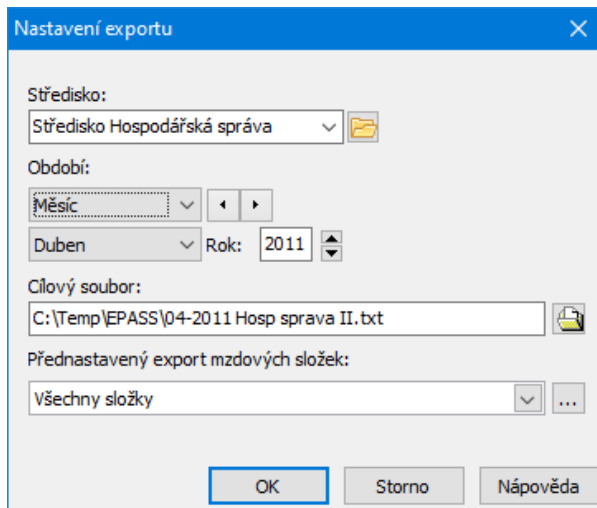 Nastavení exportu
Středisko:
Středisko Hospodářská správa
Období:
Měsíc
Duben Rok: 2011
Cílový soubor:
C:\Temp\EPASS\04-2011 Hosp sprava II.txt
Přednastavený export mzdových složek:
Všechny složky ...
OK Storno Nápověda